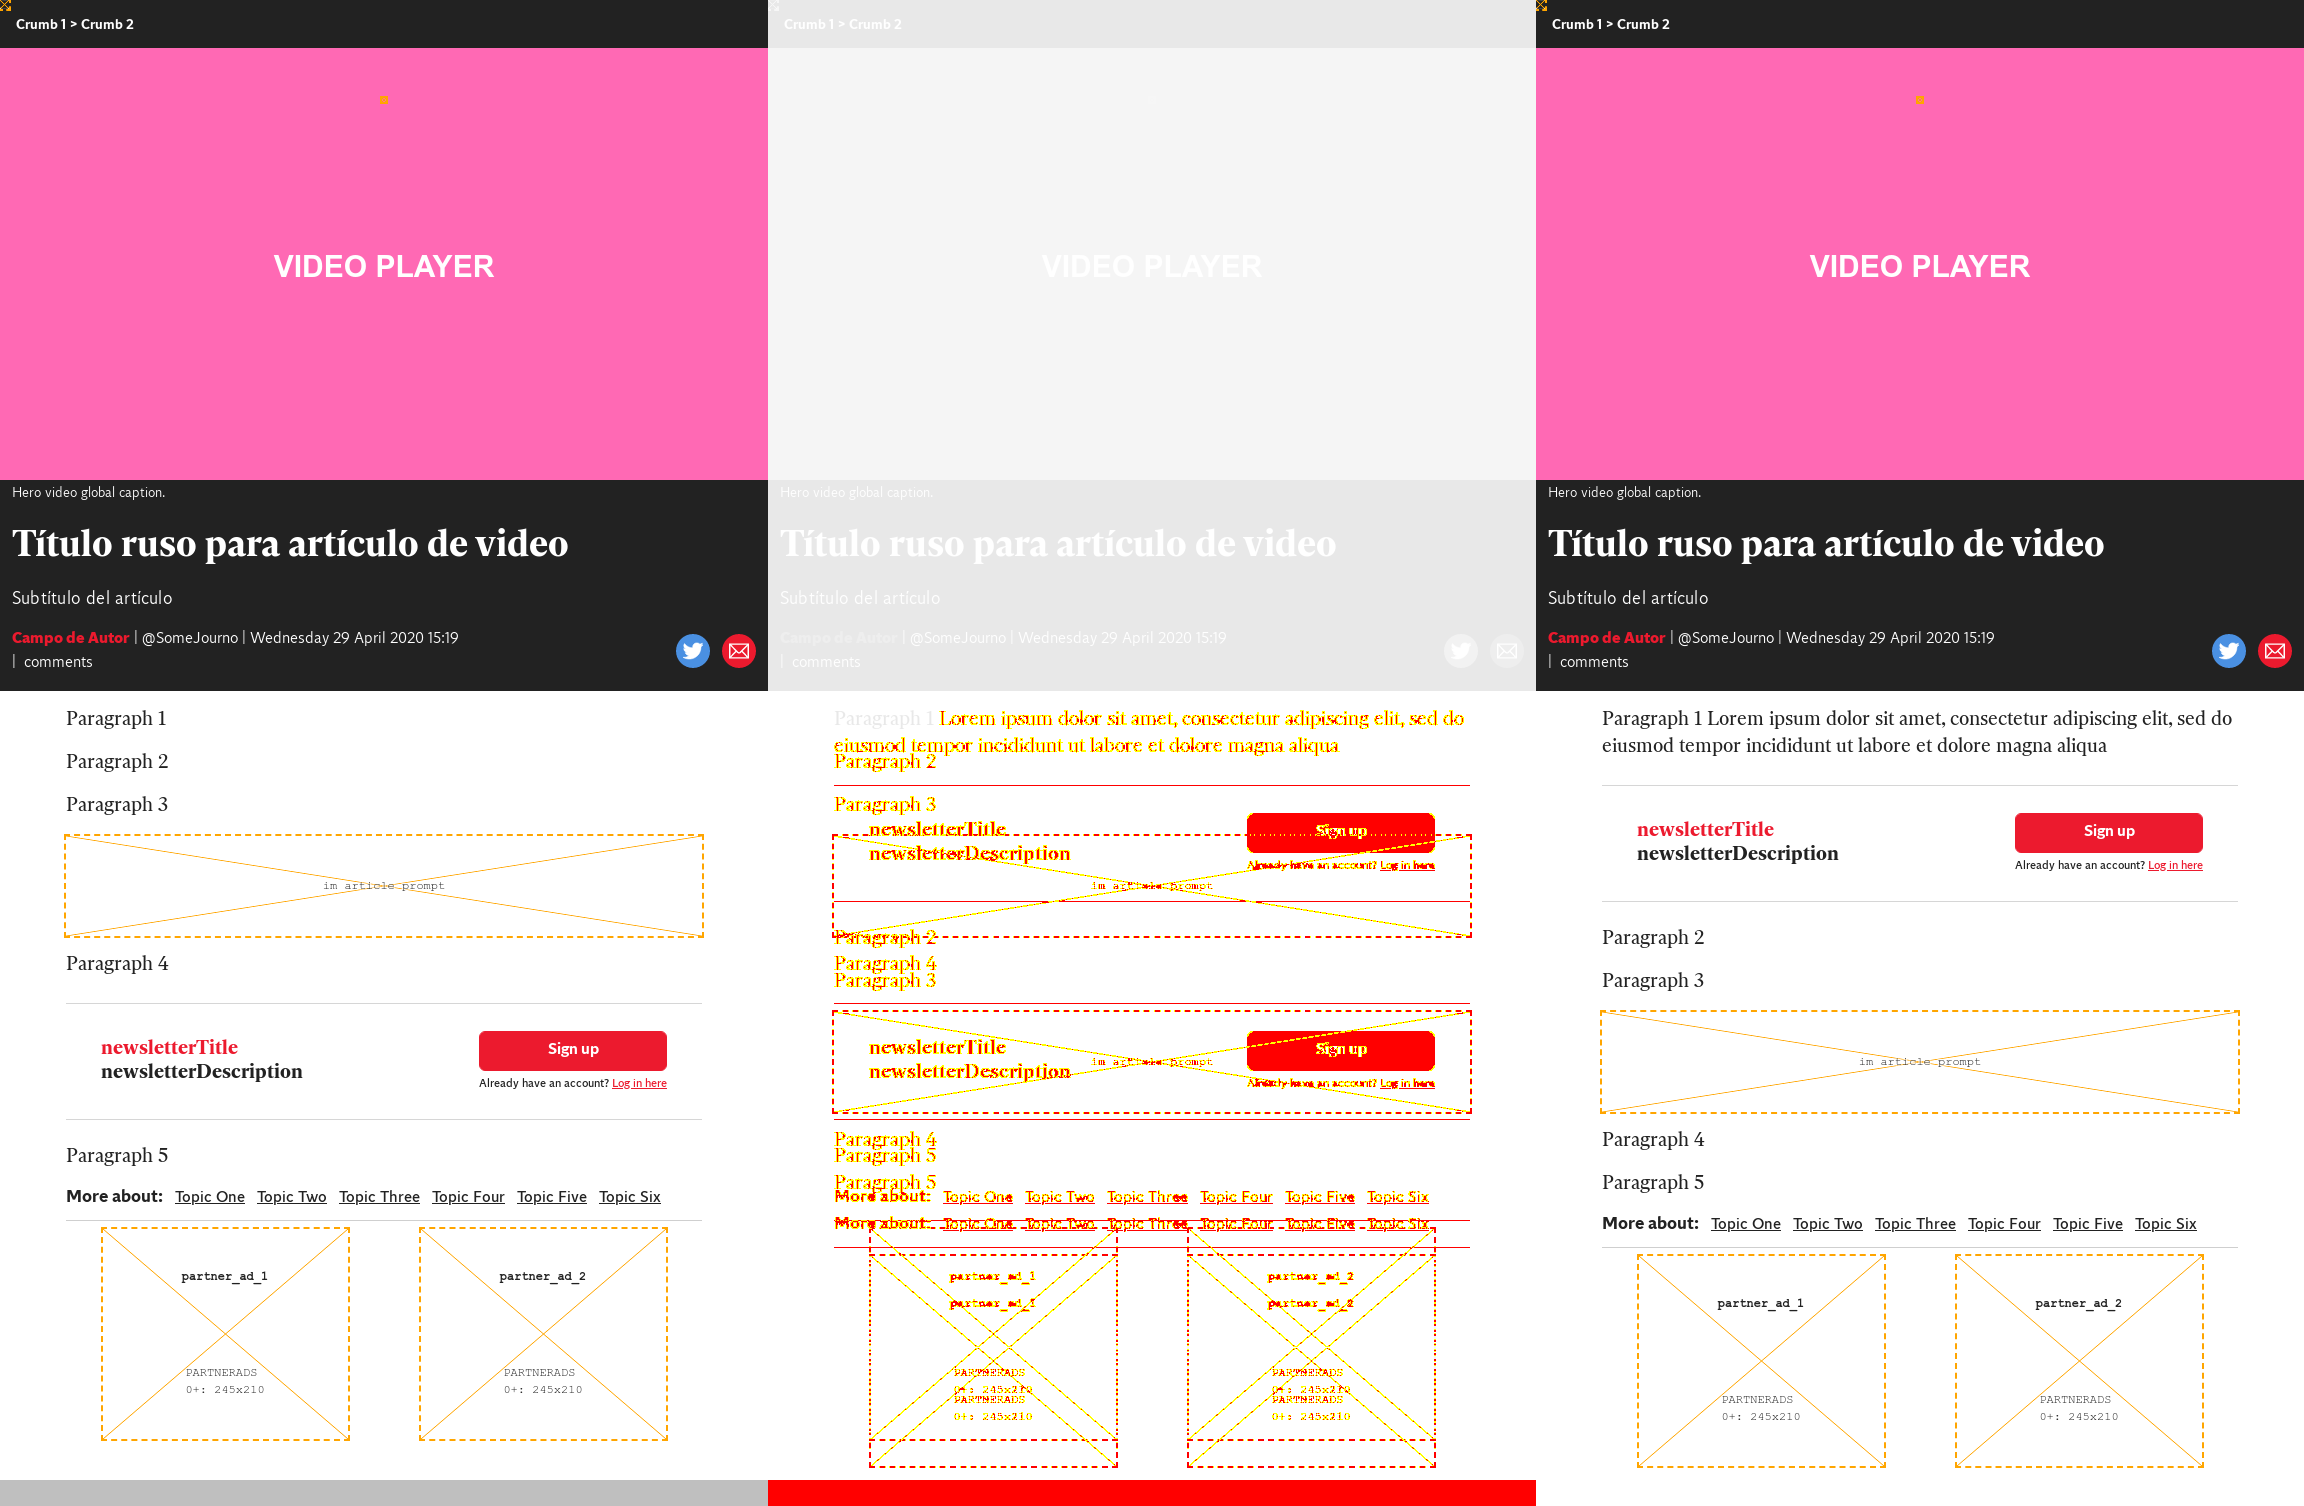 Crumb 1 > Crumb 2
VIDEO PLAYER
Hero video global caption.
Título ruso para artículo de video
Subtítulo del artículo
Campo de Autor | @SomeJourno | Wednesday 29 April 2020 15:19
| comments
Paragraph 1
Paragraph 2
Paragraph 3
im article prompt
Paragraph 4
newsletterTitle
newsletterDescription
Sign up
Already have an account? Log in here
Paragraph 5
More about: Topic One Topic Two Topic Three Topic Four Topic Five Topic Six
partner_ad_1
PARTNERADS
0+: 245x210
partner_ad_2
PARTNERADS
0+: 245x210
Crumb 1 > Crumb 2
VIDEO PLAYER
Hero video global caption.
Título ruso para artículo de video
Subtítulo del artículo
Campo de Autor | @SomeJourno | Wednesday 29 April 2020 15:19
| comments
Paragraph 1 Lorem ipsum dolor sit amet, consectetur adipiscing elit, sed do
eiusmod tempor incididunt ut labore et dolore magna aliqua
Paragraph 2
Paragraph 3
newsletterTitle
newsletterDescription
Sign up
Already have an account? Log in here
im article prompt
Paragraph 2
Paragraph 4
Paragraph 3
newsletterTitle
newsletterDescription
im article prompt
Sign up
Already have an account? Log in here
Paragraph 4
Paragraph 5
Paragraph 5
More about: Topic One Topic Two Topic Three Topic Four Topic Five Topic Six
More about: Topic One Topic Two Topic Three Topic Four Topic Five Topic Six
partner_ad_1
partner_ad_1
PARTNERADS
0+: 245x210
PARTNERADS
0+: 245x210
partner_ad_2
partner_ad_2
PARTNERADS
0+: 245x210
PARTNERADS
0+: 245x210
Crumb 1 > Crumb 2
VIDEO PLAYER
Hero video global caption.
Título ruso para artículo de video
Subtítulo del artículo
Campo de Autor | @SomeJourno | Wednesday 29 April 2020 15:19
| comments
Paragraph 1 Lorem ipsum dolor sit amet, consectetur adipiscing elit, sed do
eiusmod tempor incididunt ut labore et dolore magna aliqua
newsletterTitle
newsletterDescription
Sign up
Already have an account? Log in here
Paragraph 2
Paragraph 3
im article prompt
Paragraph 4
Paragraph 5
More about: Topic One Topic Two Topic Three Topic Four Topic Five Topic Six
partner_ad_1
PARTNERADS
0+: 245x210
partner_ad_2
PARTNERADS
0+: 245x210